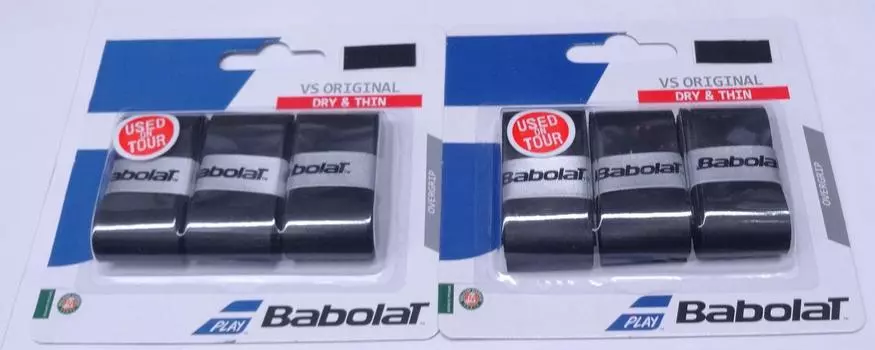 VS ORIGINAL
DRY & THIN
USED
ON
TOUR
BabolaT
BabolaT
BabolaT
OVERGRIP
PLAY
BabolaT
VS ORIGINAL
DRY & THIN
USED
ON
TOUR
BabolaT
BabolaT
Babola
OVERGRIP
PLAY
BabolaT